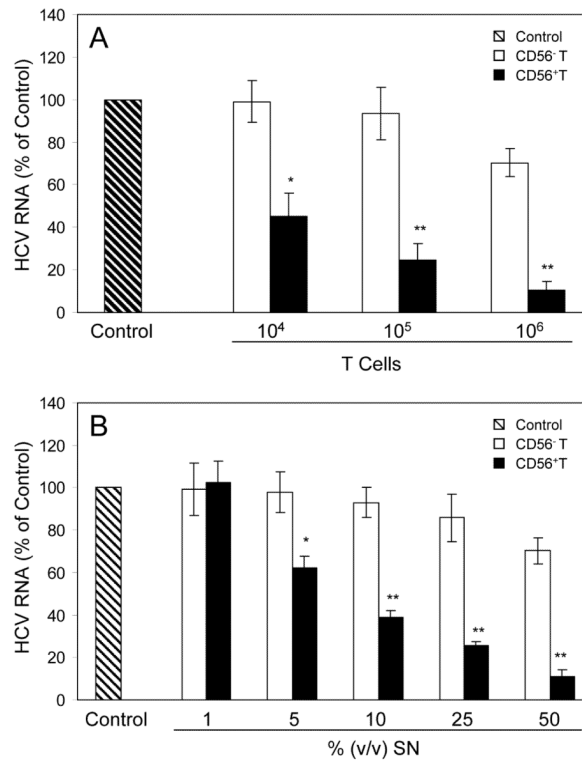 A
140
120
100
80
60
40
20
0
HCV RNA (% of Control)
Control
CD56⁻ T
CD56⁺T
*
**
**
Control
10⁴
10⁵
10⁶
T Cells
B
140
120
100
80
60
40
20
0
HCV RNA (% of Control)
Control
CD56⁻ T
CD56⁺T
*
**
**
**
Control
1
5
10
25
50
% (v/v) SN